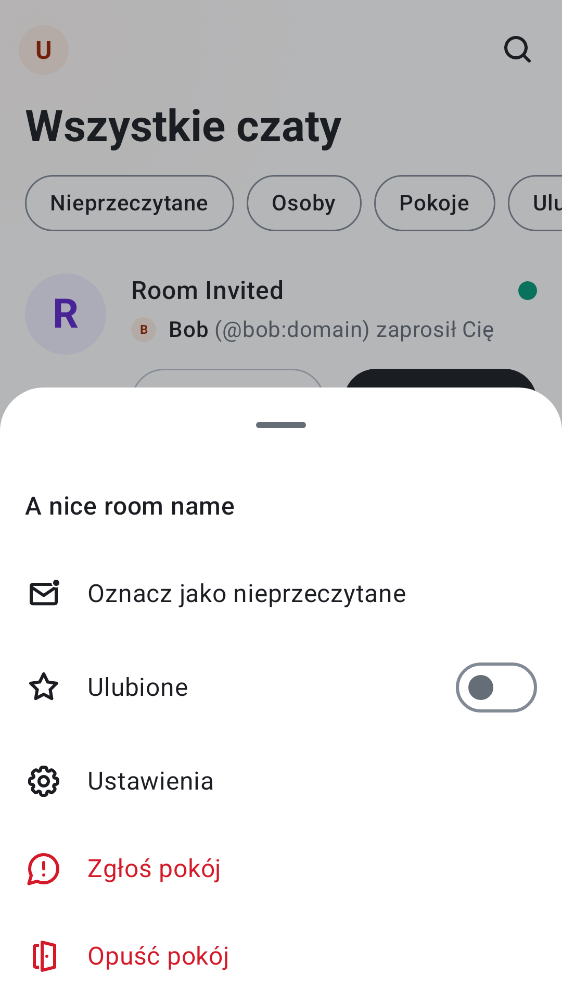 U
Wszystkie czaty
Nieprzeczytane Osoby Pokoje Ulu
R
Room Invited
B Bob (@bob:domain) zaprosił Cię
A nice room name
Oznacz jako nieprzeczytane
Ulubione
Ustawienia
Zgłoś pokój
Opuść pokój